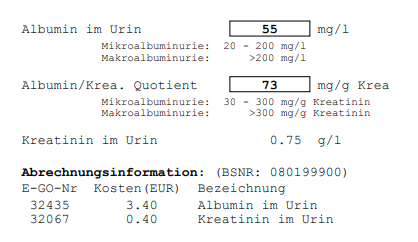 Albumin im Urin 55 mg/l
Mikroalbuminurie: 20 - 200 mg/l
Makroalbuminurie: >200 mg/l
Albumin/Krea. Quotient 73 mg/g Krea
Mikroalbuminurie: 30 - 300 mg/g Kreatinin
Makroalbuminurie: >300 mg/g Kreatinin
Kreatinin im Urin 0.75 g/l
Abrechnungsinformation: (BSNR: 080199900)
E-GO-Nr Kosten(EUR) Bezeichnung
32435 3.40 Albumin im Urin
32067 0.40 Kreatinin im Urin